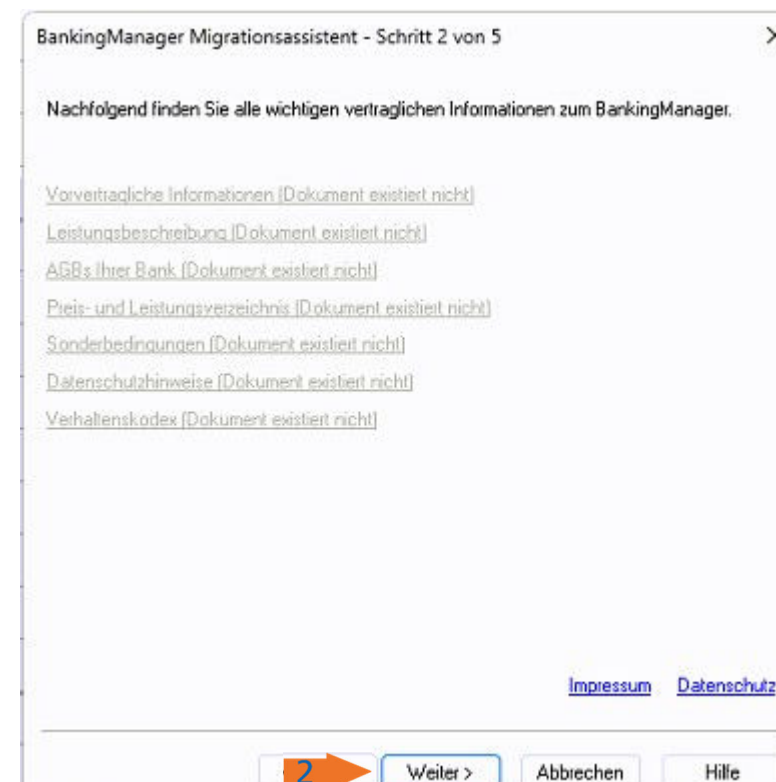 BankingManager Migrationsassistent - Schritt 2 von 5
Nachfolgend finden Sie alle wichtigen vertraglichen Informationen zum BankingManager.
Vorvertragliche Informationen (Dokument existiert nicht)
Leistungsbeschreibung (Dokument existiert nicht)
AGBs Ihrer Bank (Dokument existiert nicht)
Preis- und Leistungsverzeichnis (Dokument existiert nicht)
Sonderbedingungen (Dokument existiert nicht)
Datenschutzhinweise (Dokument existiert nicht)
Verhaltenskodex (Dokument existiert nicht)
Impressum Datenschutz
2 Weiter > Abbrechen Hilfe